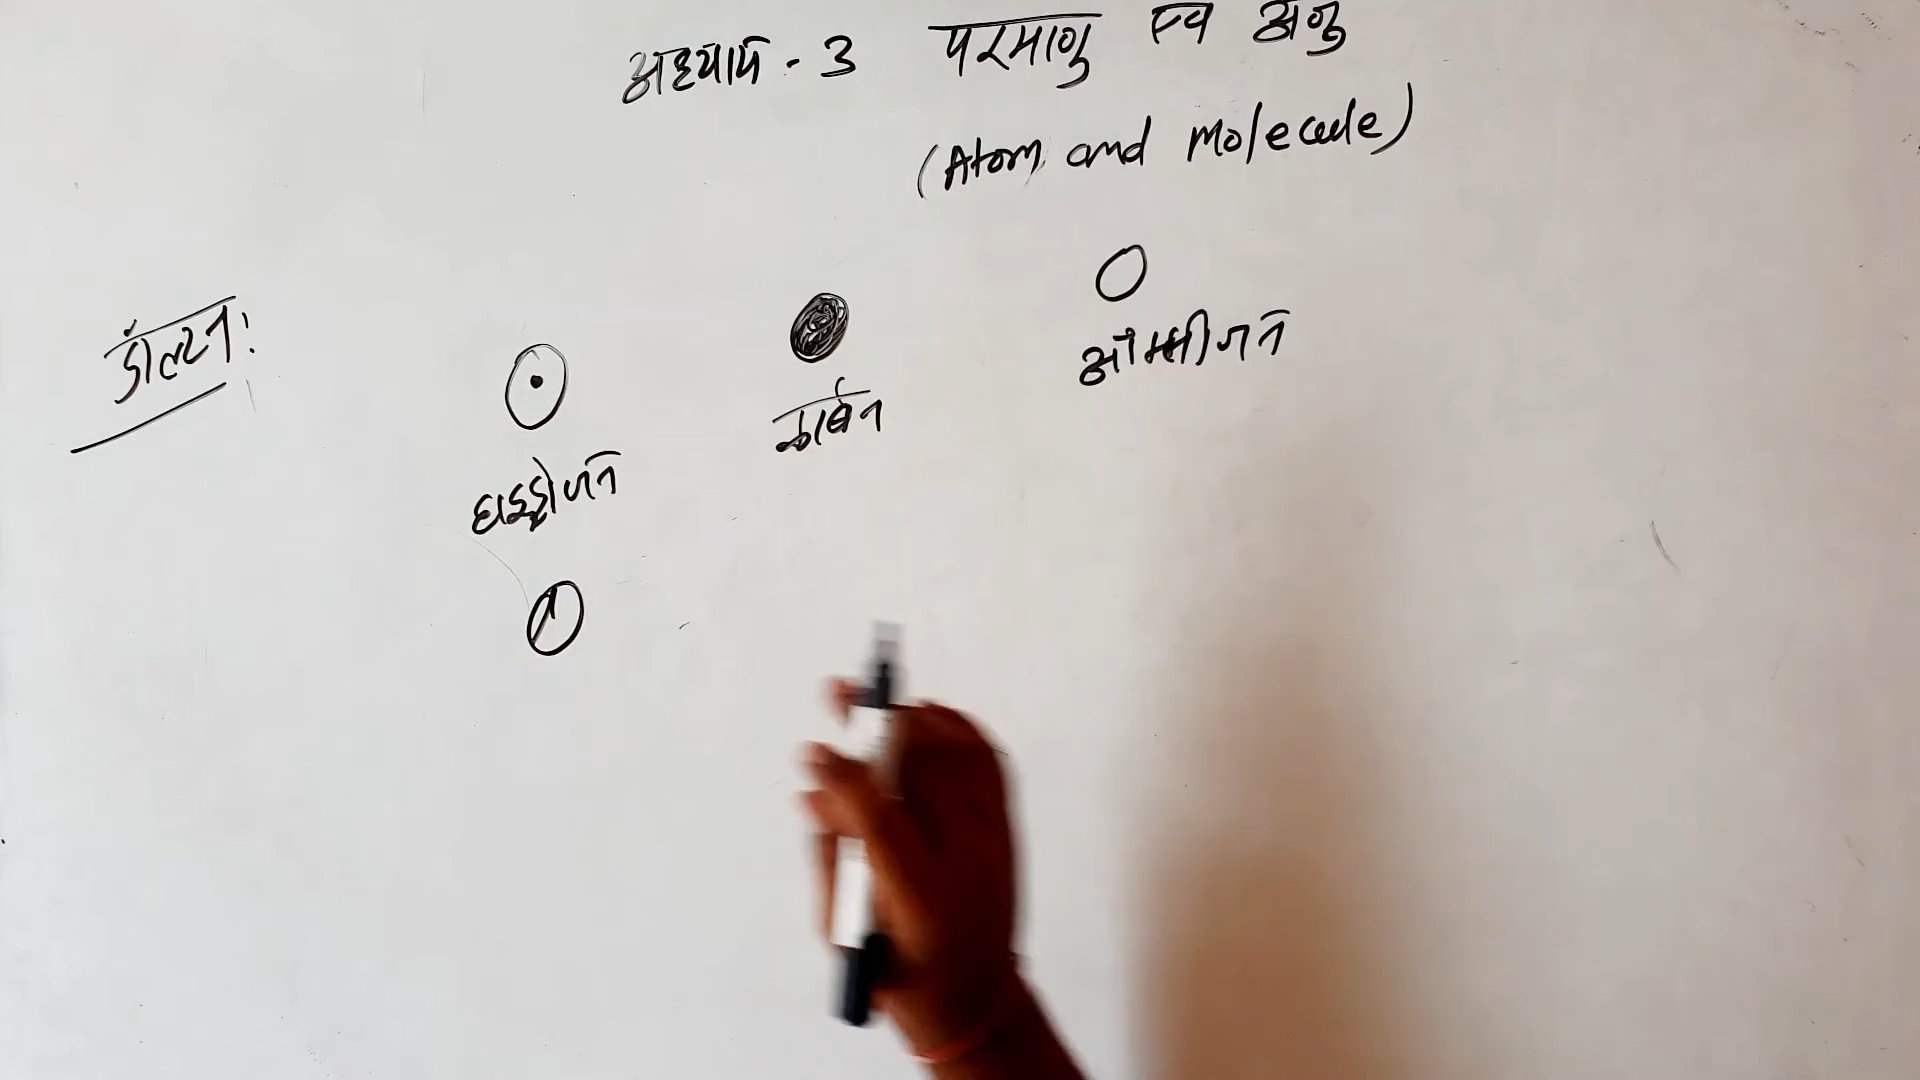 अध्याय - 3 परमाणु एवं अणु
(Atom and Molecule)
डॉल्टन:
हाइड्रोजन
कार्बन
ऑक्सीजन